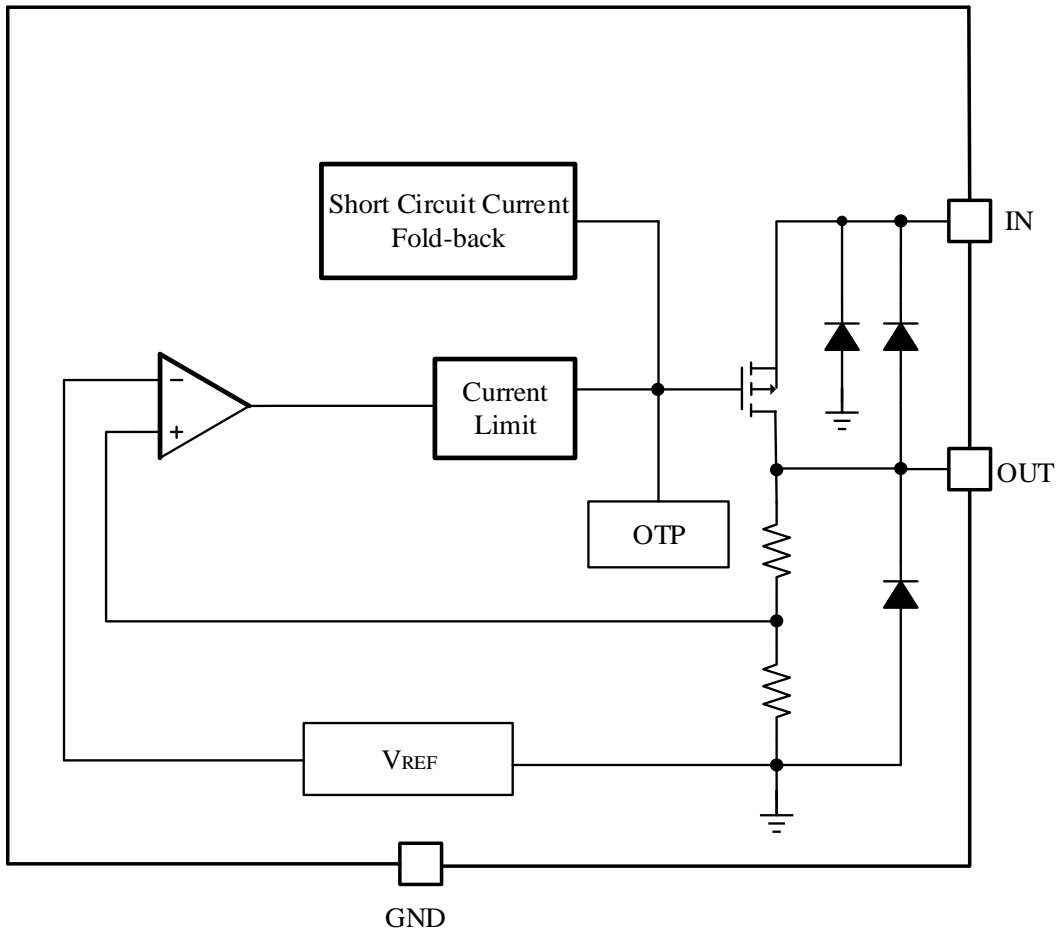 Short Circuit Current
Fold-back
IN
−
+
Current
Limit
OUT
OTP
VREF
GND